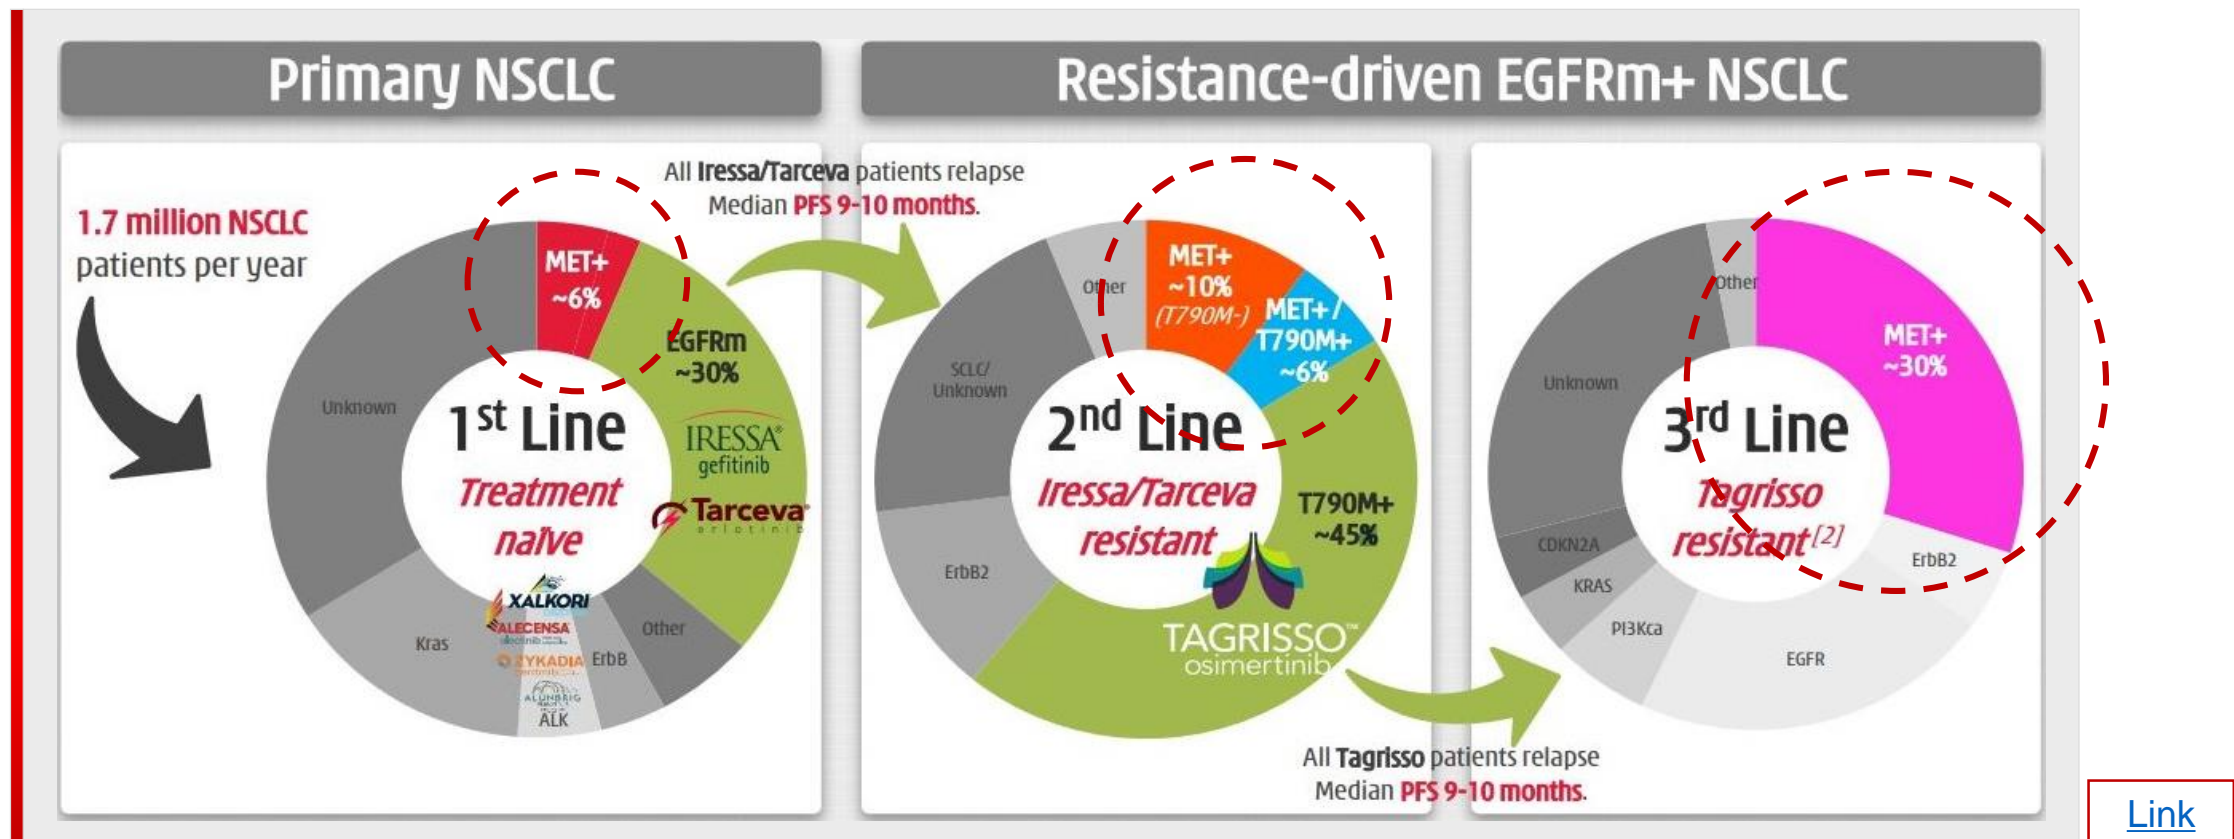 Primary NSCLC
Resistance-driven EGFRm+ NSCLC
1.7 million NSCLC
patients per year
All Iressa/Tarceva patients relapse
Median PFS 9-10 months.
MET+
~6%
EGFRm
~30%
IRESSA®
gefitinib
Tarceva
erlotinib
Other
ErbB
XALKORI
ALECENSA
ZYKADIA
ALUNBRIG
ALK
Kras
Unknown
1st Line
Treatment
naïve
MET+
~10%
(T790M-)
MET+/
T790M+
~6%
T790M+
~45%
TAGRISSO™
osimertinib
ErbB2
SCLC/
Unknown
Other
2nd Line
Iressa/Tarceva
resistant
All Tagrisso patients relapse
Median PFS 9-10 months.
MET+
~30%
ErbB2
EGFR
PI3Kca
KRAS
CDKN2A
Unknown
Other
3rd Line
Tagrisso
resistant[2]
Link